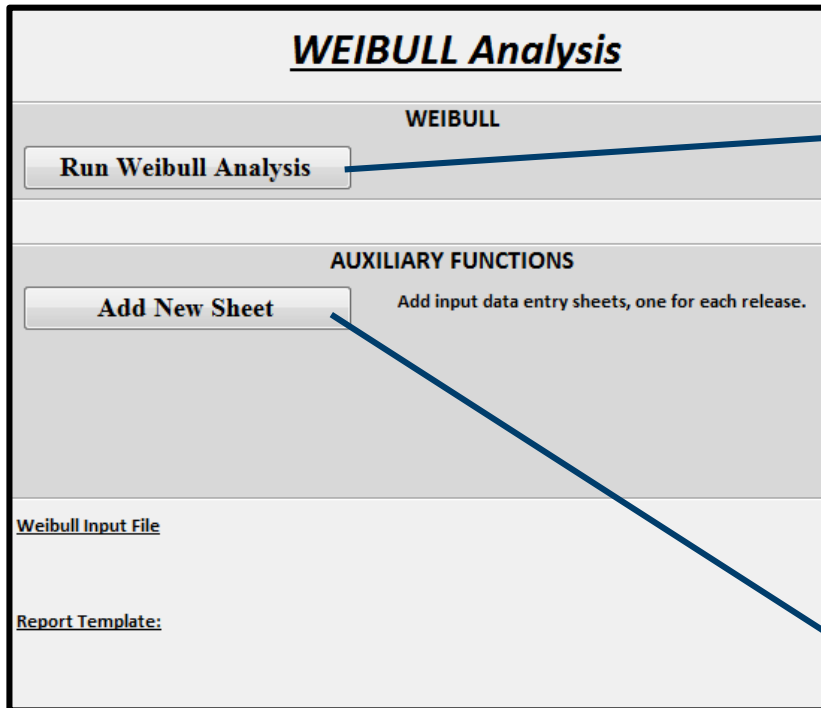 WEIBULL Analysis
WEIBULL
Run Weibull Analysis
AUXILIARY FUNCTIONS
Add New Sheet
Add input data entry sheets, one for each release.
Weibull Input File
Report Template: